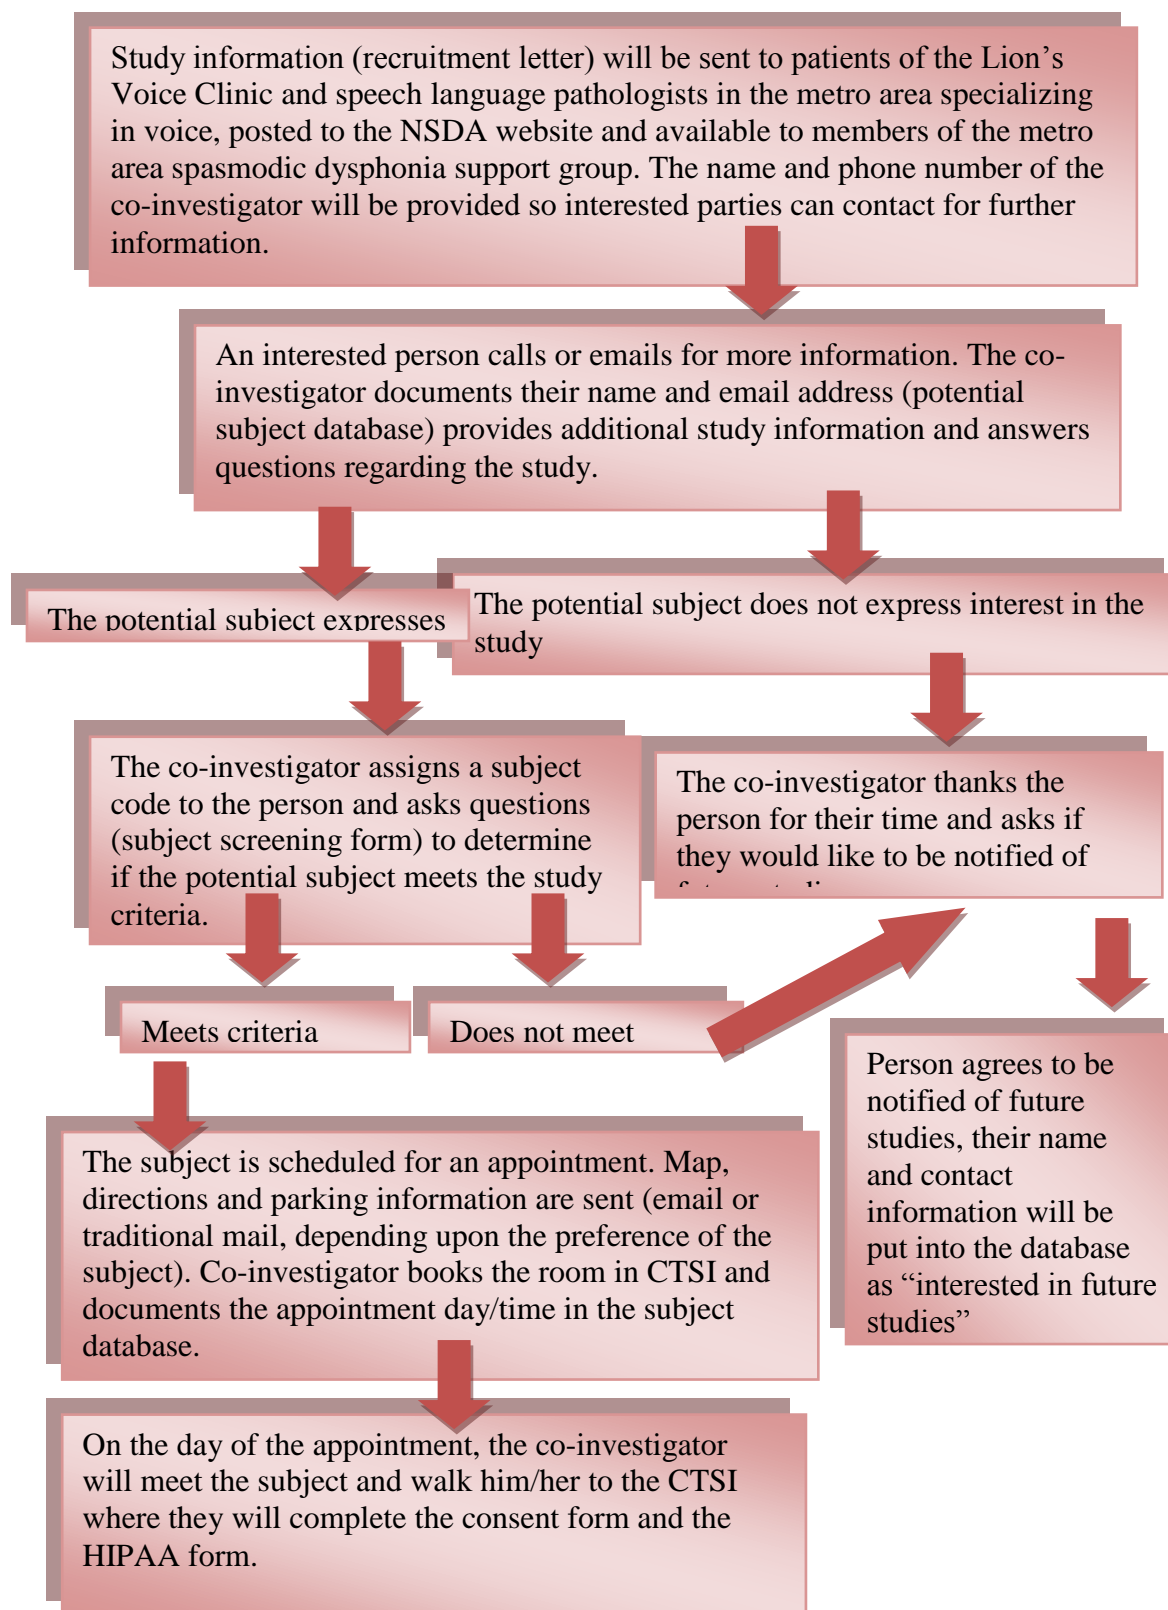 Study information (recruitment letter) will be sent to patients of the Lion's
Voice Clinic and speech language pathologists in the metro area specializing
in voice, posted to the NSDA website and available to members of the metro
area spasmodic dysphonia support group. The name and phone number of the
co-investigator will be provided so interested parties can contact for further
information.
An interested person calls or emails for more information. The co-
investigator documents their name and email address (potential
subject database) provides additional study information and answers
questions regarding the study.
The potential subject expresses
The potential subject does not express interest in the
study
The co-investigator assigns a subject
code to the person and asks questions
(subject screening form) to determine
if the potential subject meets the study
criteria.
The co-investigator thanks the
person for their time and asks if
they would like to be notified of
Meets criteria
Does not meet
Person agrees to be
notified of future
studies, their name
and contact
information will be
put into the database
as “interested in future
studies”
The subject is scheduled for an appointment. Map,
directions and parking information are sent (email or
traditional mail, depending upon the preference of the
subject). Co-investigator books the room in CTSI and
documents the appointment day/time in the subject
database.
On the day of the appointment, the co-investigator
will meet the subject and walk him/her to the CTSI
where they will complete the consent form and the
HIPAA form.